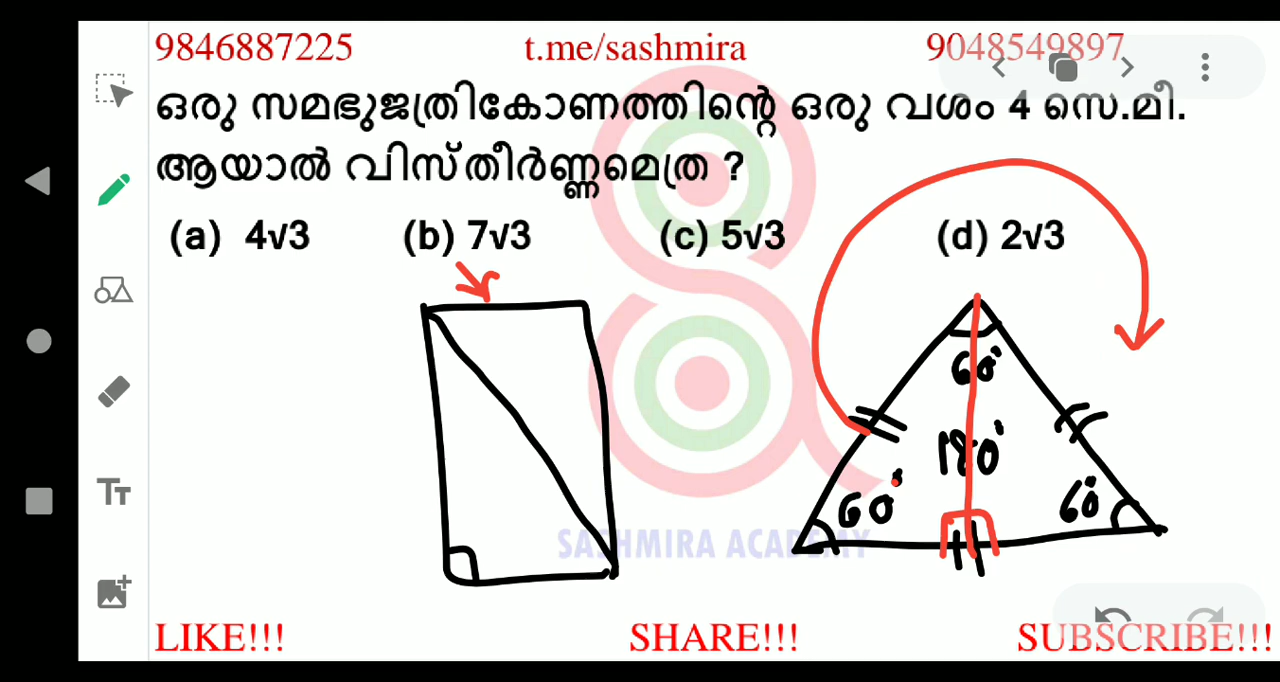 9846887225 t.me/sashmira 9048549897
ഒരു സമഭുജത്രികോണത്തിന്റെ ഒരു വശം 4 സെ.മീ.
ആയാൽ വിസ്തീർണ്ണമെത്ര ?
(a) 4√3 (b) 7√3 (c) 5√3 (d) 2√3
60°
180°
60° 60°
SASHMIRA ACADEMY
LIKE!!! SHARE!!! SUBSCRIBE!!!
TT